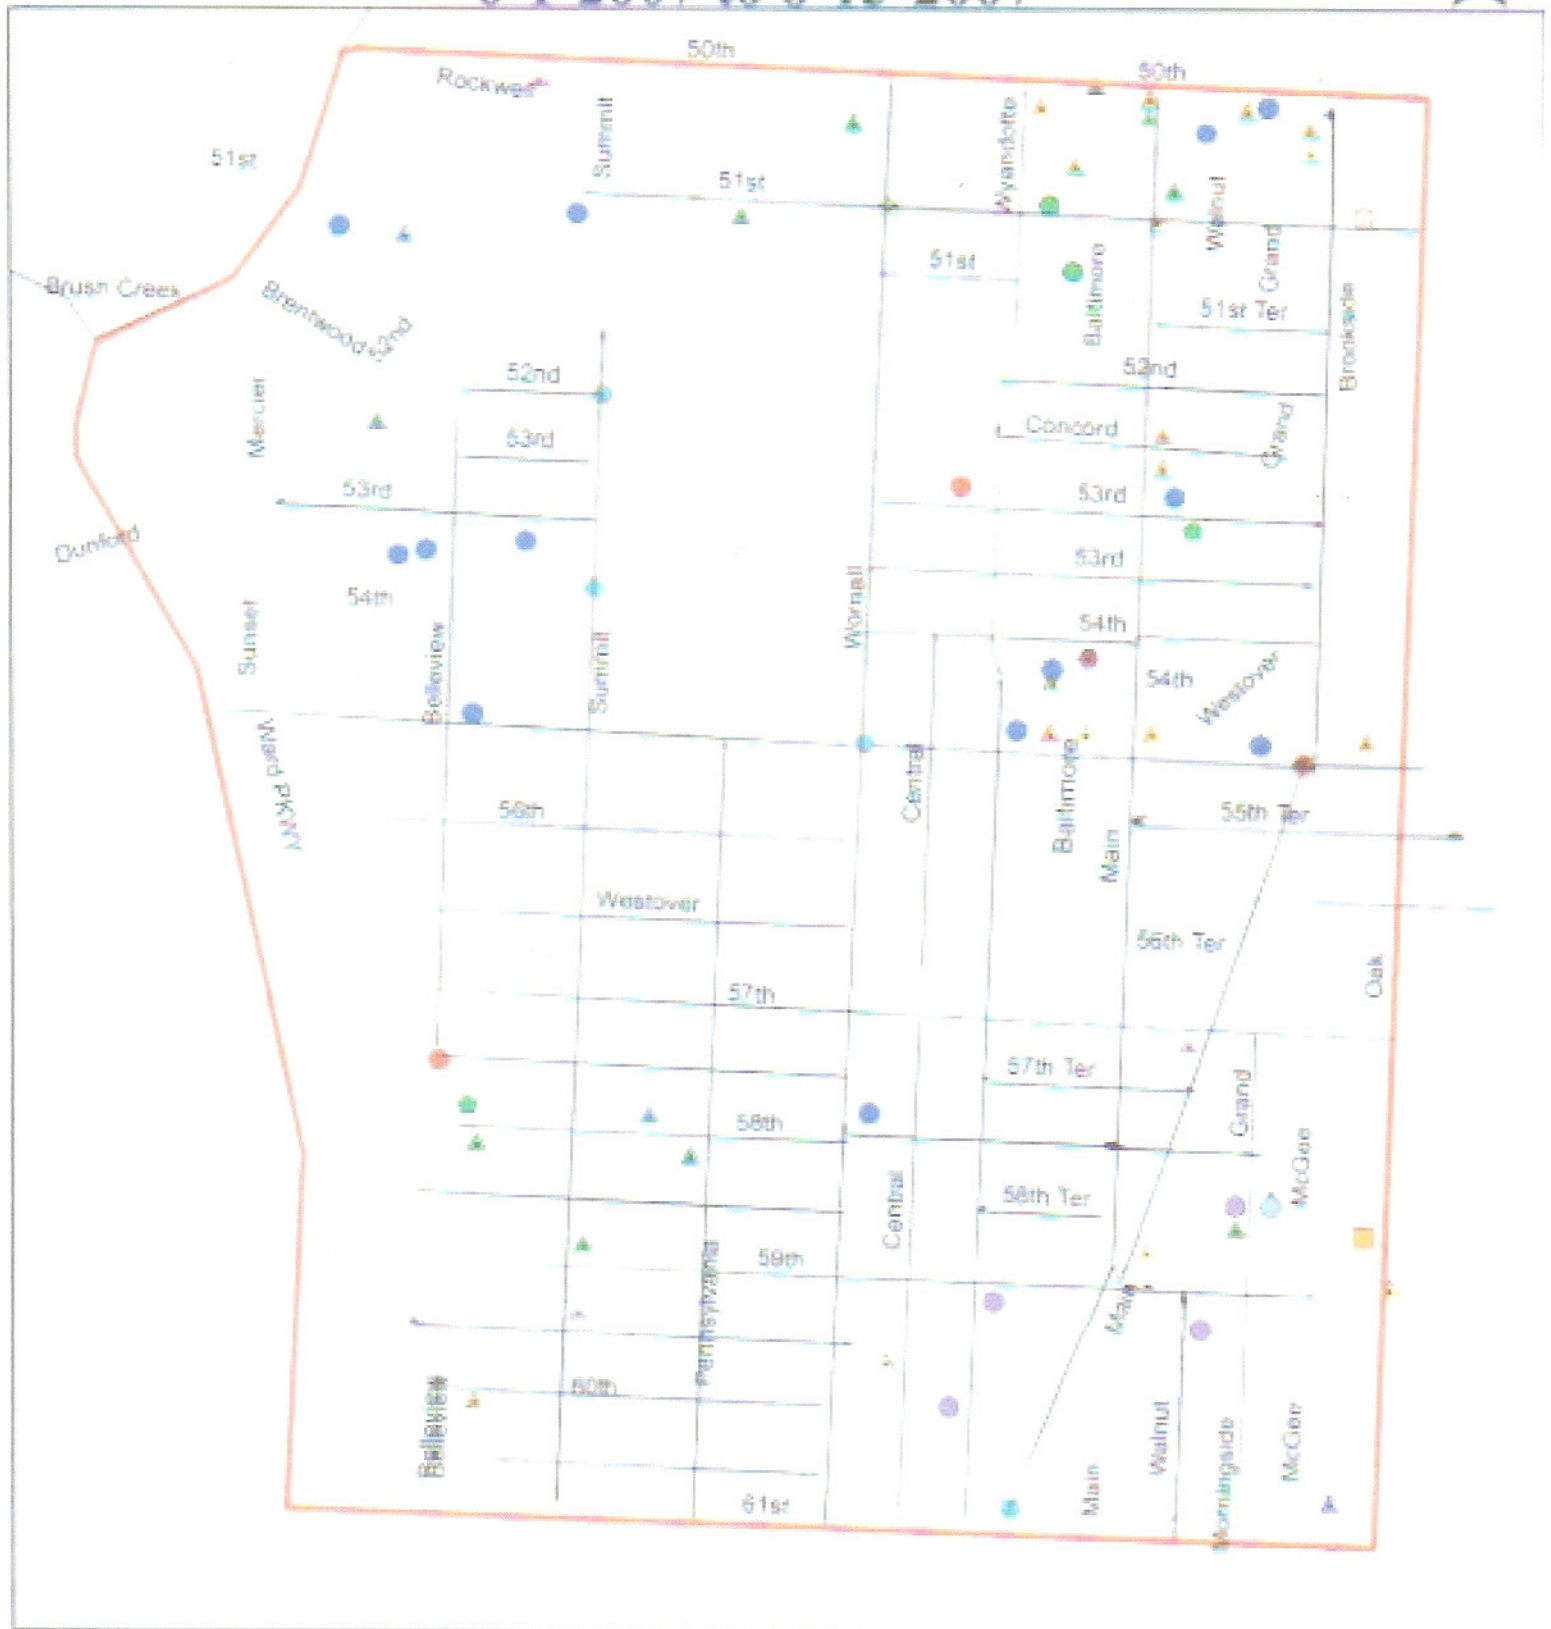 50th
50th
Rockwell
Summit
Wyandotte
51st
51st
Walnut
Grand
51st
Baltimore
Brush Creek
Brentwood
51st Ter
Brookside
52nd
52nd
Mercier
53rd
Concord
Grand
53rd
53rd
Dunford
53rd
54th
Wornall
54th
Sunset
Belleview
Summit
54th
Westover
Ward PKWY
Central
Baltimore
56th
Main
55th Ter
Westover
56th Ter
Oak
57th
57th Ter
Grand
58th
McGee
Central
58th Ter
59th
Pennsylvania
Main
60th
Belleview
Walnut
McGee
Morningside
Main
61st